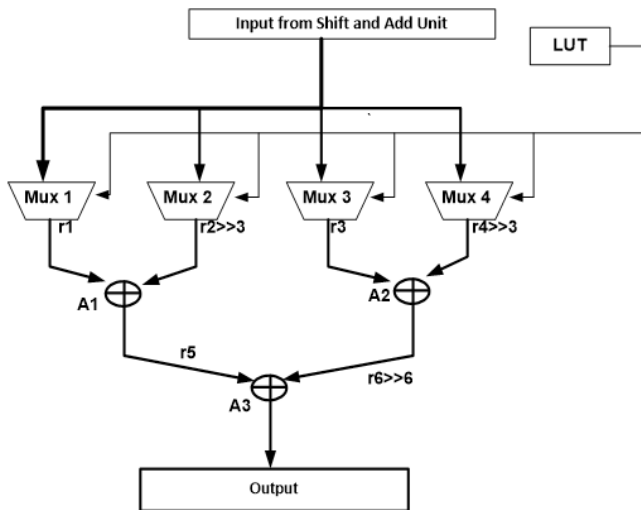 Input from Shift and Add Unit
LUT
Mux 1
Mux 2
Mux 3
Mux 4
r1
r2>>3
r3
r4>>3
A1
A2
r5
r6>>6
A3
Output